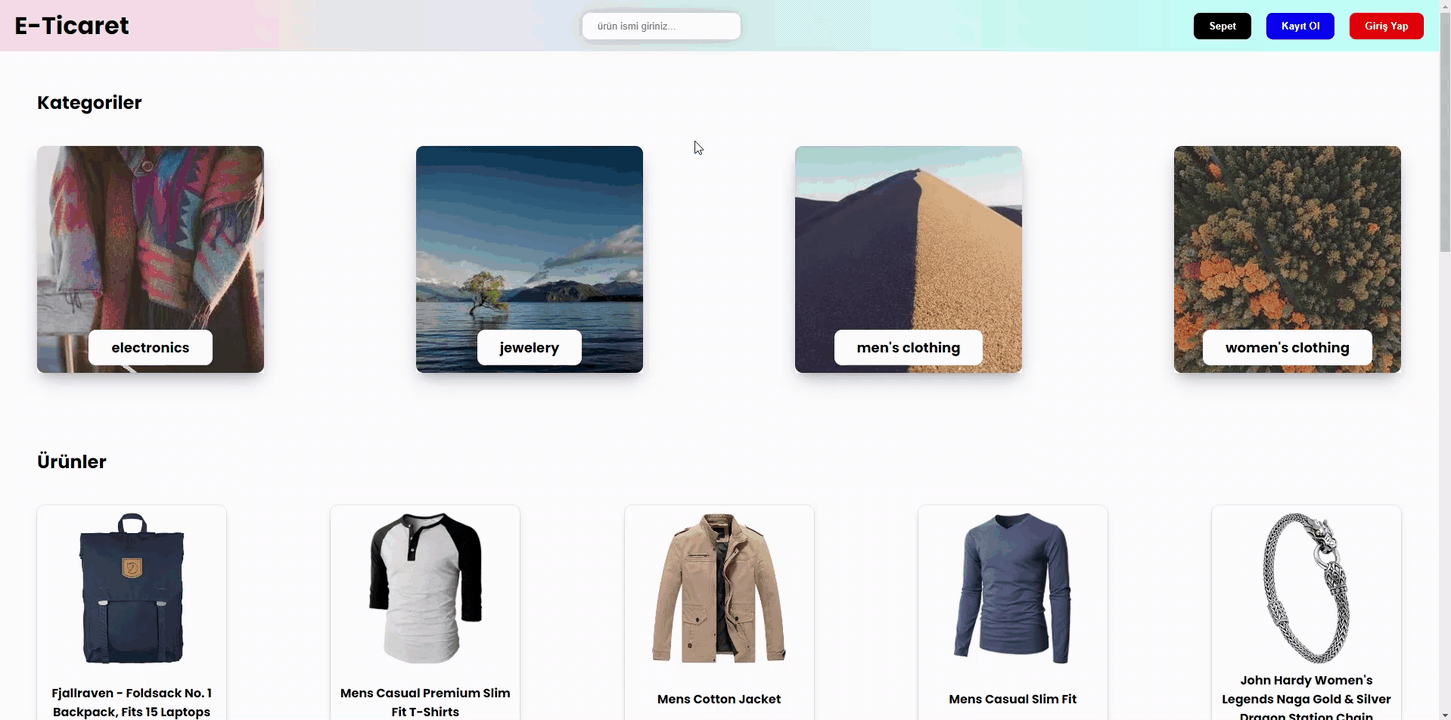 E-Ticaret
ürün ismi giriniz...
Sepet
Kayıt Ol
Giriş Yap
Kategoriler
electronics
jewelery
men's clothing
women's clothing
Ürünler
Fjallraven - Foldsack No. 1
Backpack, Fits 15 Laptops
Mens Casual Premium Slim
Fit T-Shirts
Mens Cotton Jacket
Mens Casual Slim Fit
John Hardy Women's
Legends Naga Gold & Silver
Dragon Station Chain